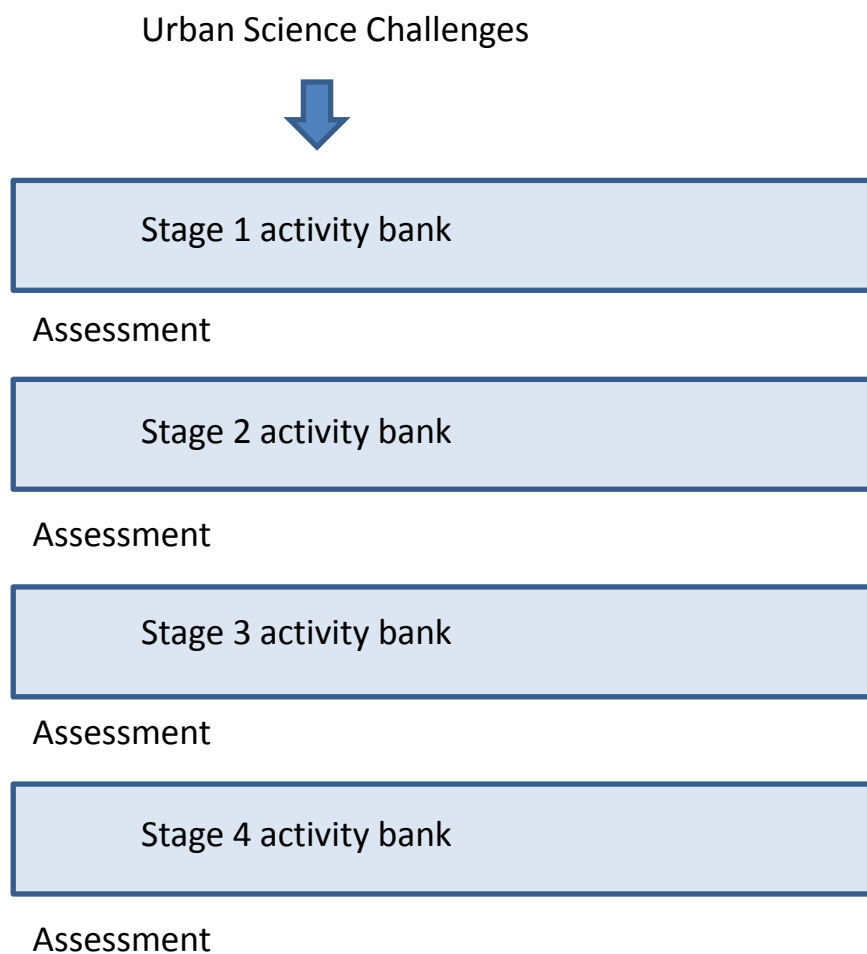 Urban Science Challenges
Stage 1 activity bank
Assessment
Stage 2 activity bank
Assessment
Stage 3 activity bank
Assessment
Stage 4 activity bank
Assessment